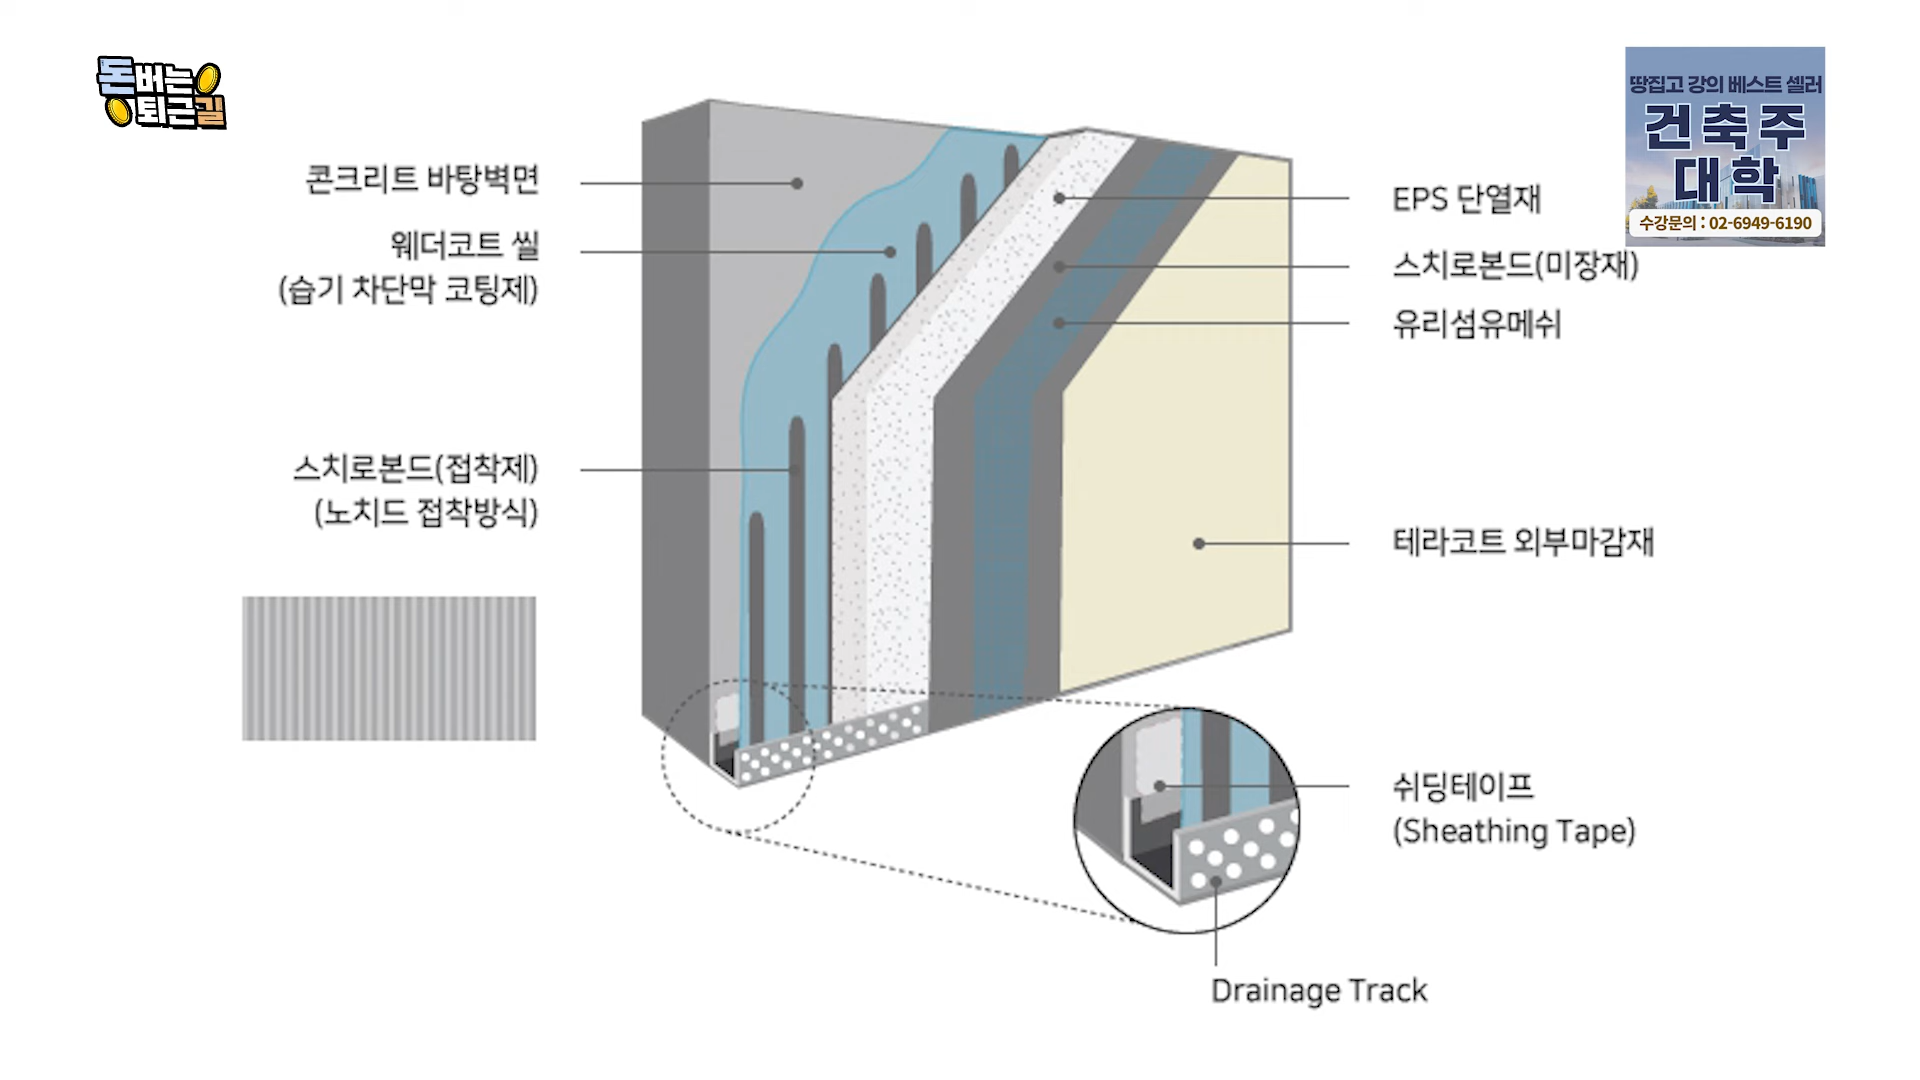 돈버는
퇴근길
땅집고 강의 베스트 셀러
건축주
대학
수강문의 : 02-6949-6190
콘크리트 바탕벽면
웨더코트 씰
(습기 차단막 코팅제)
스치로본드(접착제)
(노치드 접착방식)
EPS 단열재
스치로본드(미장재)
유리섬유메쉬
테라코트 외부마감재
쉬딩테이프
(Sheathing Tape)
Drainage Track